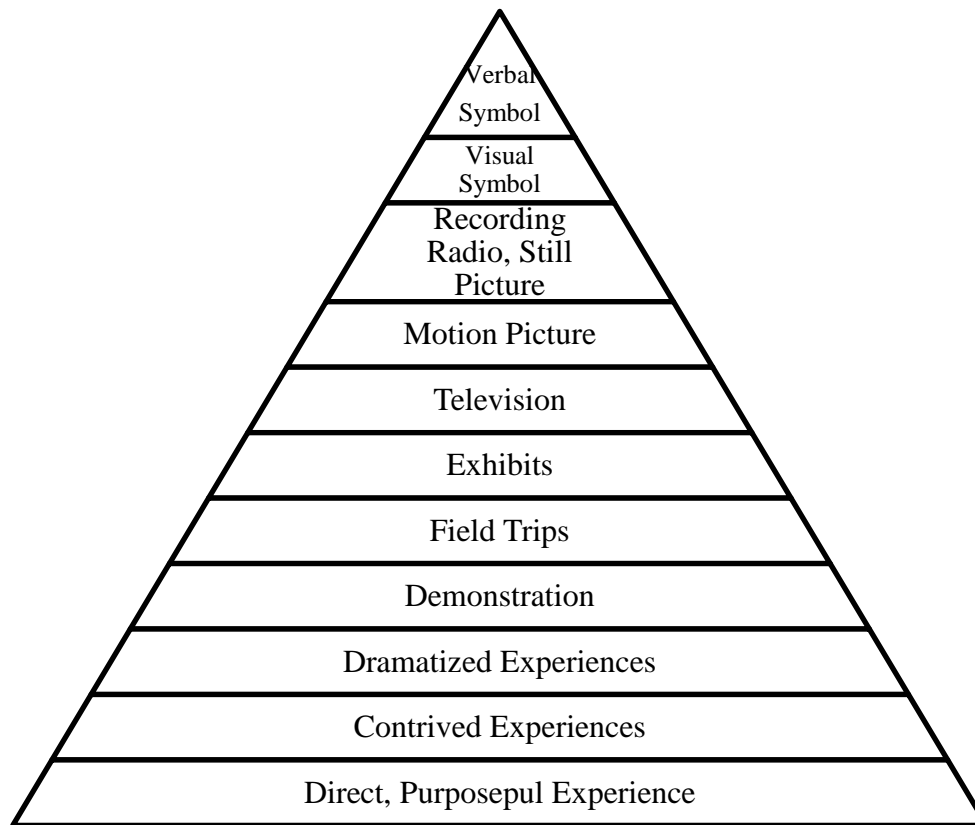 Verbal
Symbol
Visual
Symbol
Recording
Radio, Still
Picture
Motion Picture
Television
Exhibits
Field Trips
Demonstration
Dramatized Experiences
Contrived Experiences
Direct, Purposepul Experience